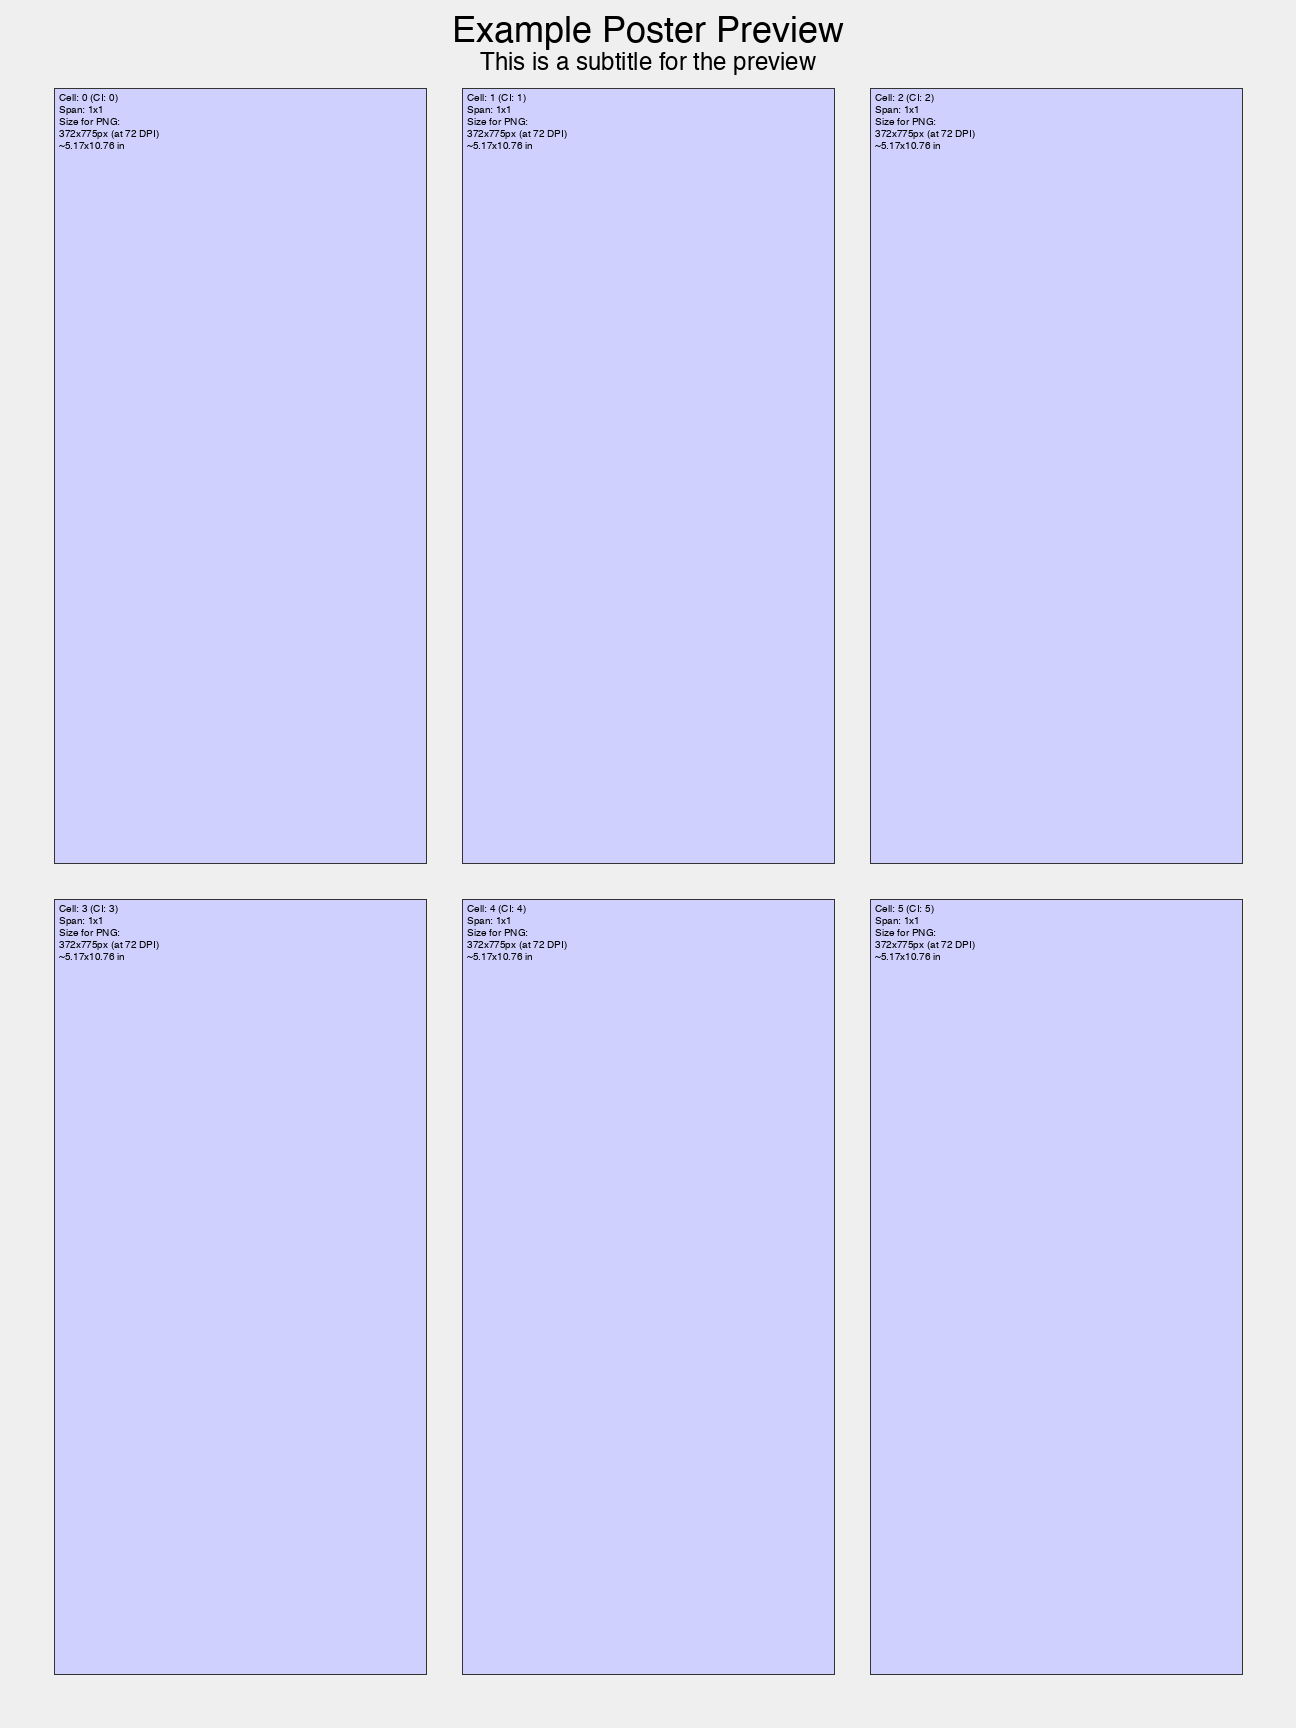 Example Poster Preview
This is a subtitle for the preview
Cell: 0 (CI: 0)
Span: 1x1
Size for PNG:
372x775px (at 72 DPI)
~5.17x10.76 in
Cell: 1 (CI: 1)
Span: 1x1
Size for PNG:
372x775px (at 72 DPI)
~5.17x10.76 in
Cell: 2 (CI: 2)
Span: 1x1
Size for PNG:
372x775px (at 72 DPI)
~5.17x10.76 in
Cell: 3 (CI: 3)
Span: 1x1
Size for PNG:
372x775px (at 72 DPI)
~5.17x10.76 in
Cell: 4 (CI: 4)
Span: 1x1
Size for PNG:
372x775px (at 72 DPI)
~5.17x10.76 in
Cell: 5 (CI: 5)
Span: 1x1
Size for PNG:
372x775px (at 72 DPI)
~5.17x10.76 in